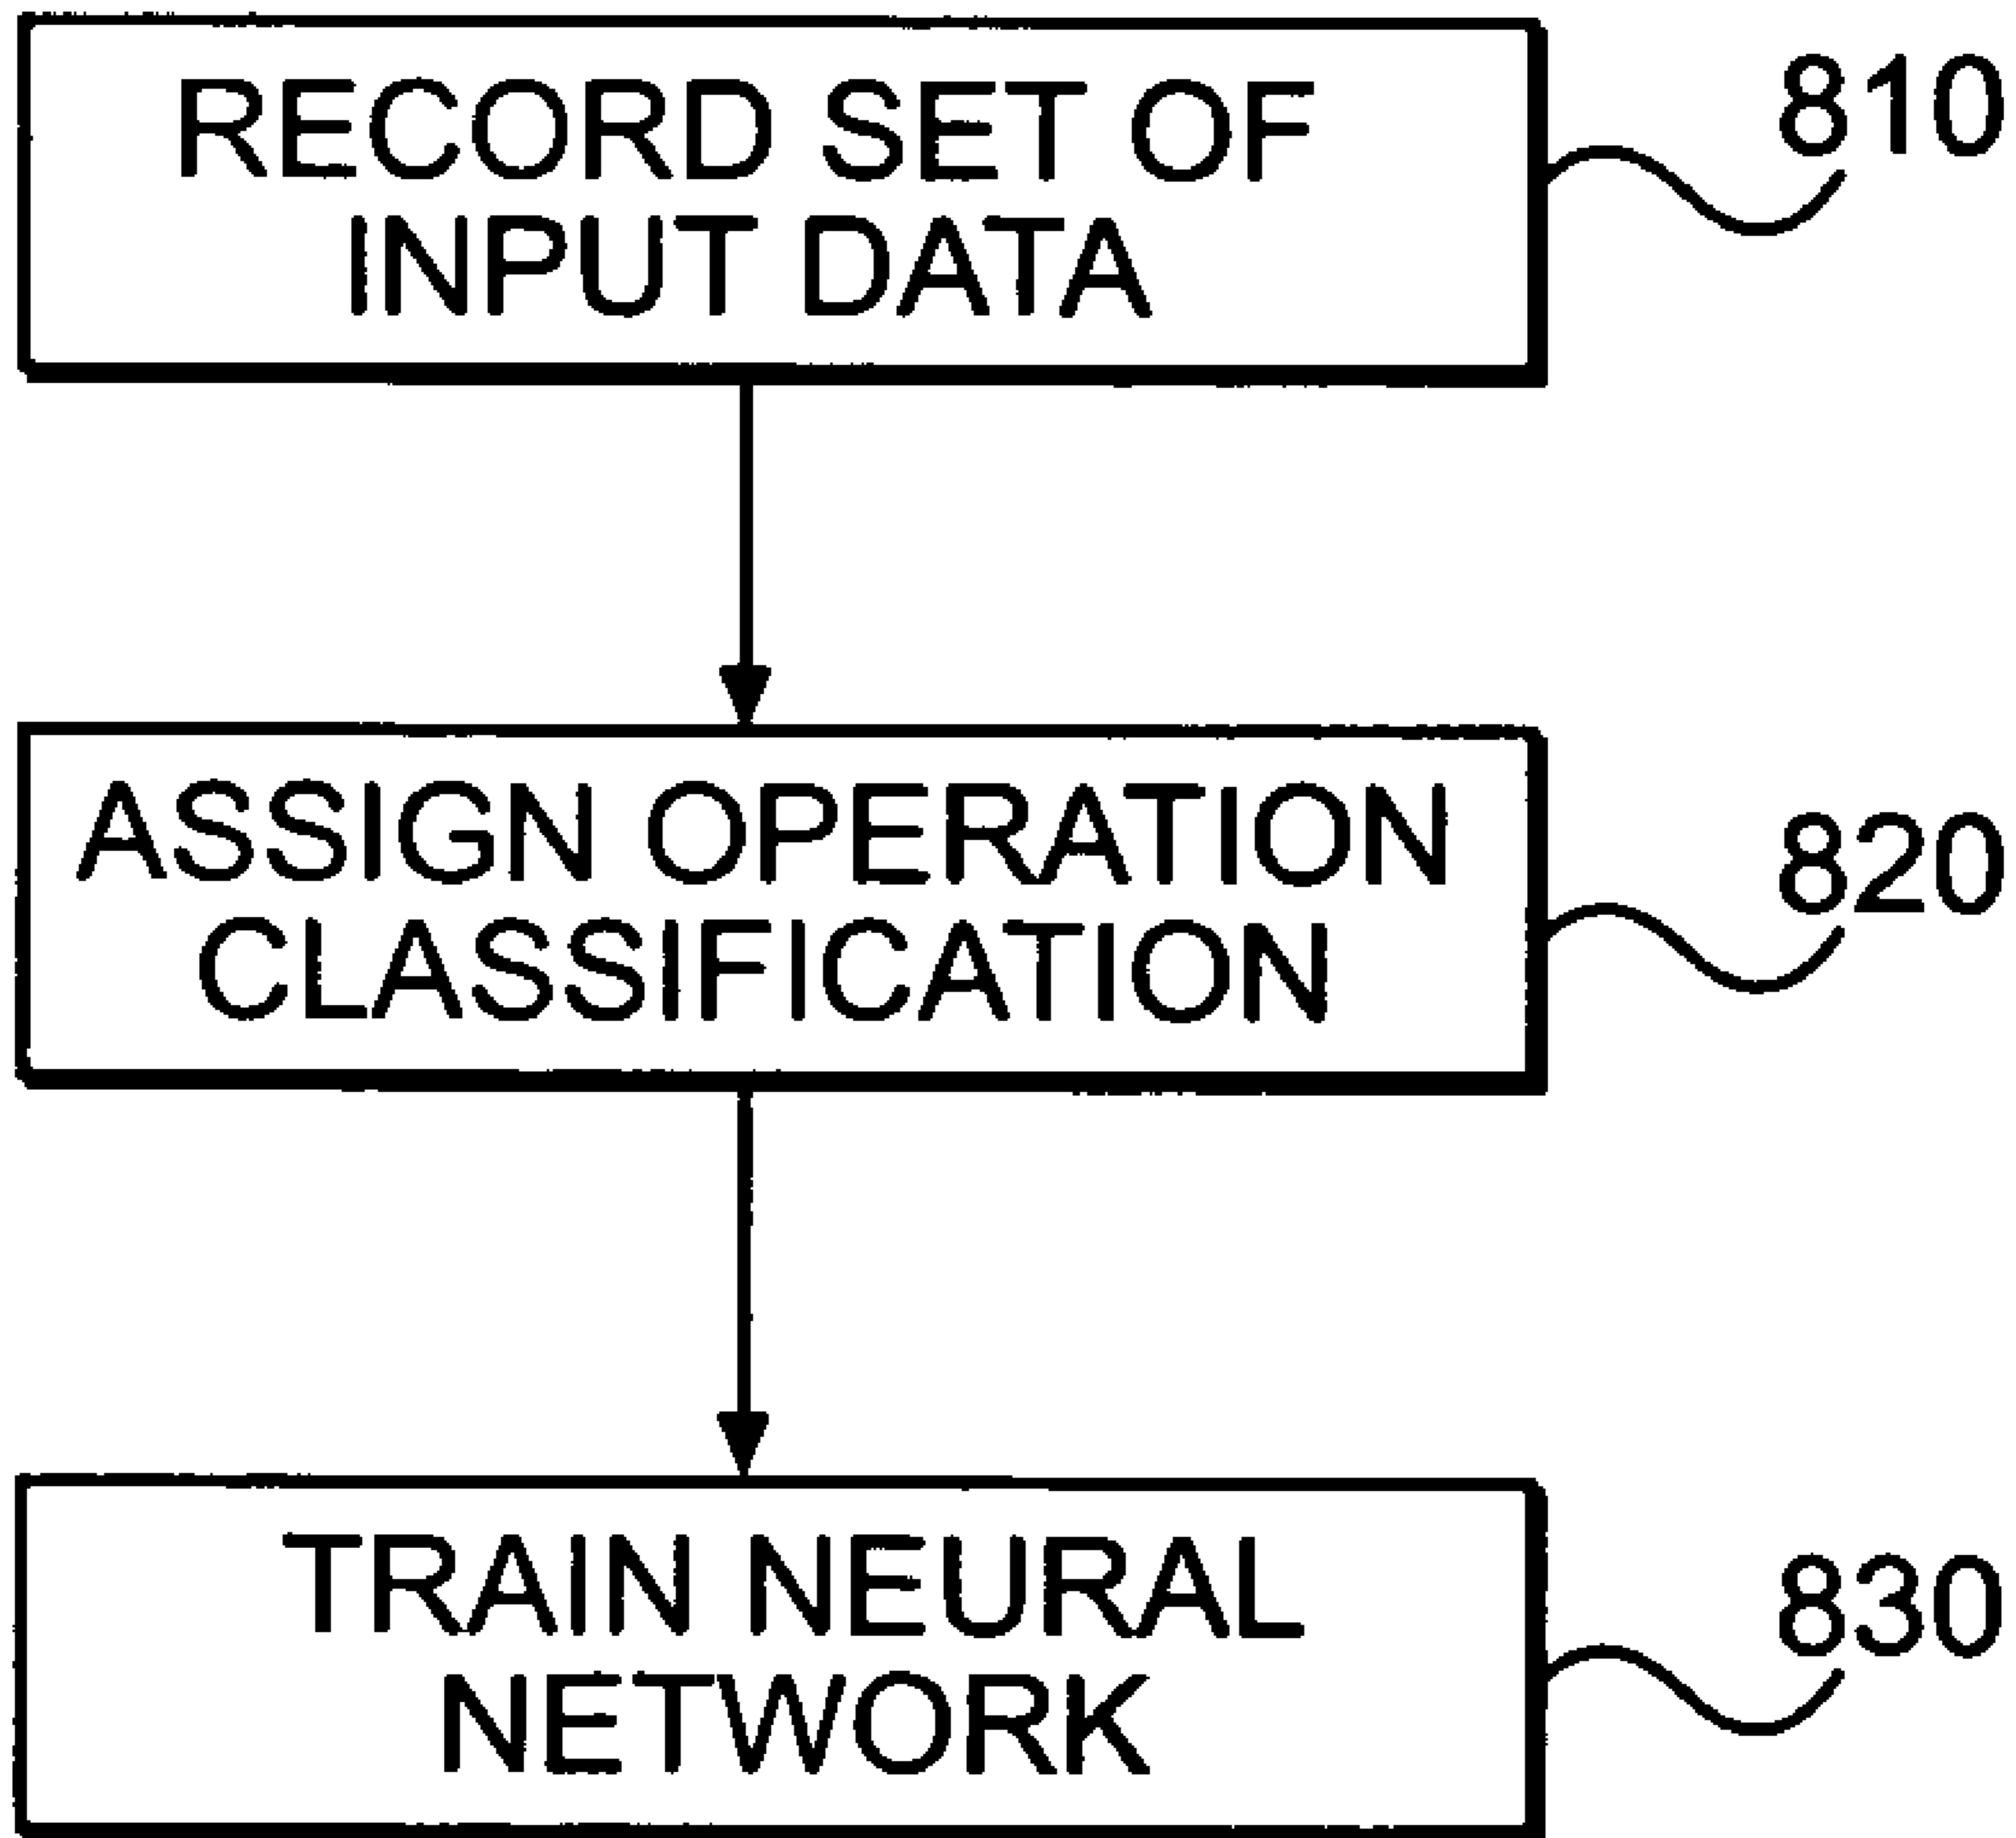 RECORD SET OF
INPUT DATA
810
ASSIGN OPERATION
CLASSIFICATION
820
TRAIN NEURAL
NETWORK
830